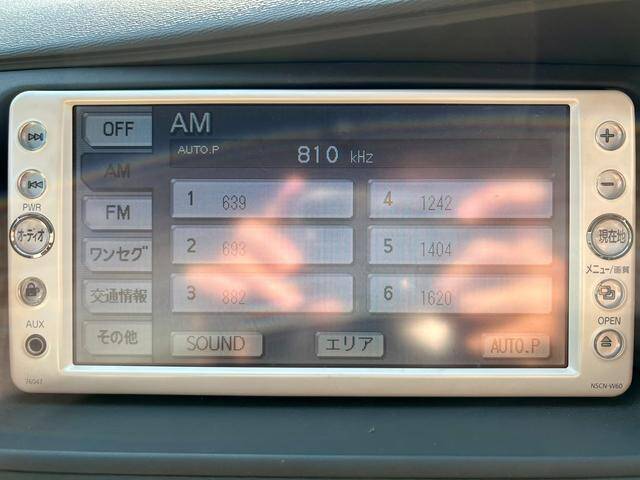 OFF
AM
AM
AUTO.P
810 kHz
FM
ワンセグ
交通情報
その他
1 639
2 693
3 882
4 1242
5 1404
6 1620
SOUND
エリア
AUTO.P
PWR
オーディオ
AUX
76041
現在地
メニュー/画質
OPEN
NSCN-W60